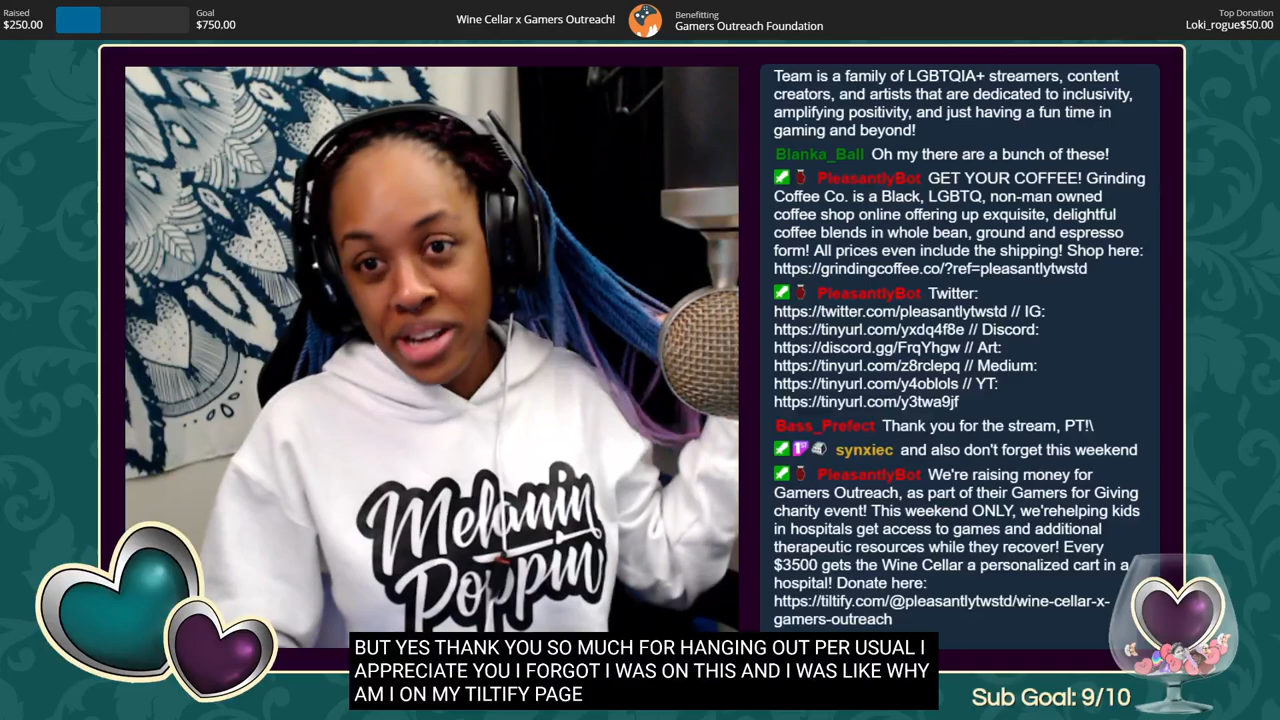 Raised
$250.00
Goal
$750.00
Wine Cellar x Gamers Outreach!
Benefitting
Gamers Outreach Foundation
Top Donation
Loki_rogue$50.00
Team is a family of LGBTQIA+ streamers, content
creators, and artists that are dedicated to inclusivity,
amplifying positivity, and just having a fun time in
gaming and beyond!
Blanka_Ball Oh my there are a bunch of these!
PleasantlyBot GET YOUR COFFEE! Grinding
Coffee Co. is a Black, LGBTQ, non-man owned
coffee shop online offering up exquisite, delightful
coffee blends in whole bean, ground and espresso
form! All prices even include the shipping! Shop here:
https://grindingcoffee.co/?ref=pleasantlytwstd
PleasantlyBot Twitter:
https://twitter.com/pleasantlytwstd // IG:
https://tinyurl.com/yxdq4f8e // Discord:
https://discord.gg/FrqYhgw // Art:
https://tinyurl.com/z8rclepq // Medium:
https://tinyurl.com/y4oblols // YT:
https://tinyurl.com/y3twa9jf
Bass_Prefect Thank you for the stream, PT!\
synxiec and also don't forget this weekend
PleasantlyBot We're raising money for
Gamers Outreach, as part of their Gamers for Giving
charity event! This weekend ONLY, we'rehelping kids
in hospitals get access to games and additional
therapeutic resources while they recover! Every
$3500 gets the Wine Cellar a personalized cart in a
hospital! Donate here:
https://tiltify.com/@pleasantlytwstd/wine-cellar-x-
gamers-outreach
Melanin
Poppin
BUT YES THANK YOU SO MUCH FOR HANGING OUT PER USUAL I
APPRECIATE YOU I FORGOT I WAS ON THIS AND I WAS LIKE WHY
AM I ON MY TILTIFY PAGE
Sub Goal: 9/10